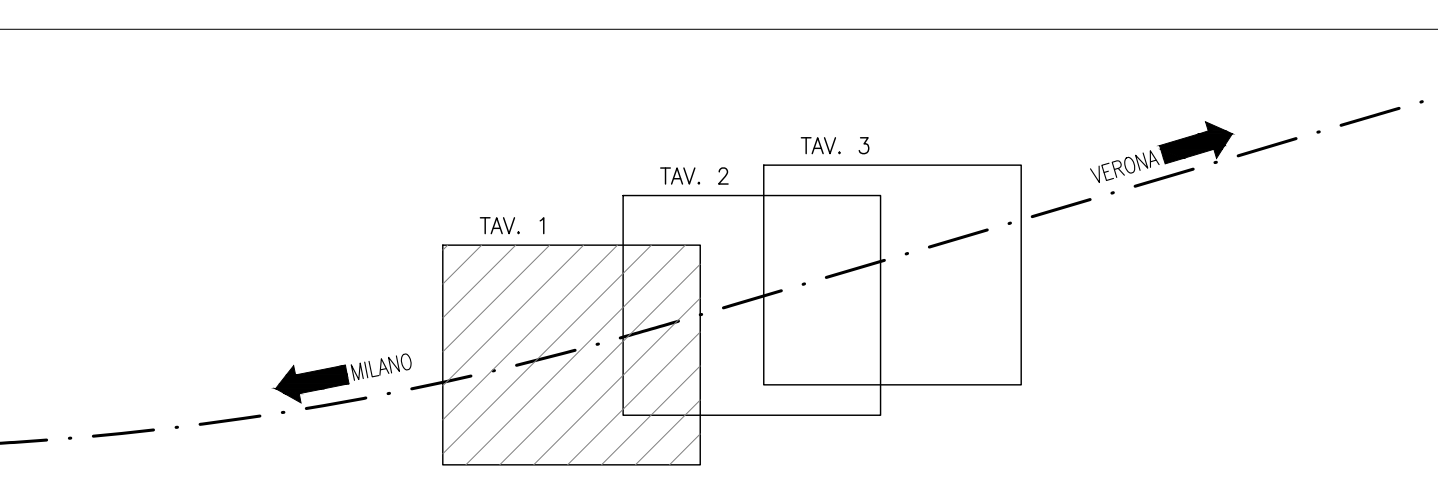 TAV. 3
VERONA
TAV. 2
TAV. 1
MILANO